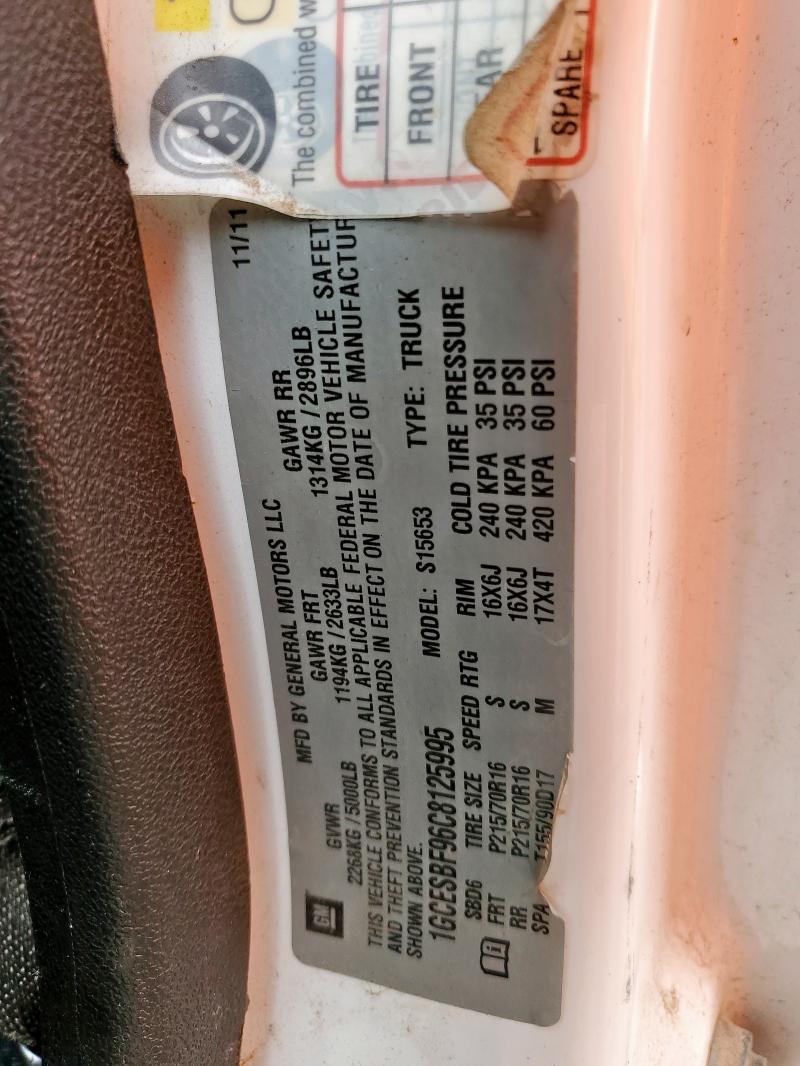 The combined w
TIRE
FRONT
SPARE
11/11
GM
MFD BY GENERAL MOTORS LLC
GVWR GAWR FRT GAWR RR
2268KG / 5000LB 1194KG / 2633LB 1314KG / 2896LB
THIS VEHICLE CONFORMS TO ALL APPLICABLE FEDERAL MOTOR VEHICLE SAFET
AND THEFT PREVENTION STANDARDS IN EFFECT ON THE DATE OF MANUFACTUR
SHOWN ABOVE.
1GCESBF96C8125995 MODEL: S15653 TYPE: TRUCK
SBD6 TIRE SIZE SPEED RTG RIM COLD TIRE PRESSURE
FRT P215/70R16 S 16X6J 240 KPA 35 PSI
RR P215/70R16 S 16X6J 240 KPA 35 PSI
SPA T155/90D17 M 17X4T 420 KPA 60 PSI